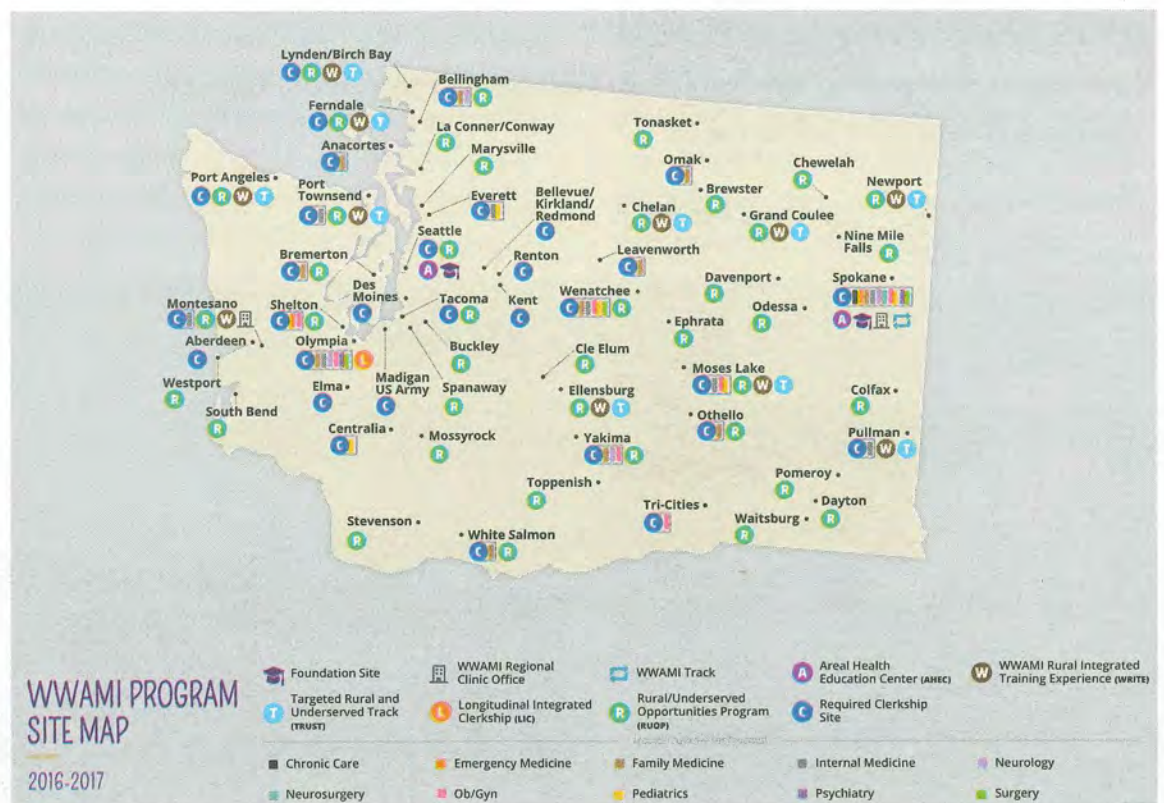 Lynden/Birch Bay
C R W T
Bellingham
C R
Ferndale
C R W T
La Conner/Conway
R
Tonasket
R
Anacortes
C
Marysville
R
Omak
C
Chewelah
R
Port Angeles
C R W T
Port
Townsend
C R W T
Everett
C
Bellevue/
Kirkland/
Redmond
C
Brewster
R
Newport
R W T
Chelan
R W T
Grand Coulee
R W T
Seattle
C R
A
Nine Mile
Falls R
Bremerton
C R
Renton
C
Leavenworth
C
Des
Moines
C
Davenport
R
Spokane
C
A
Montesano
C R W
Shelton
C R
Tacoma
C R
Kent
C
Wenatchee
C R
Odessa
R
Aberdeen
C
Olympia
C L
Buckley
R
Ephrata
R
Cle Elum
R
Westport
R
Elma
C
Madigan
US Army
C
Spanaway
R
Ellensburg
R W T
Moses Lake
C R W T
Colfax
R
South Bend
R
Othello
C R
Centralia
C
Mossyrock
R
Yakima
C R
Pullman
C W T
Toppenish
R
Pomeroy
R
Tri-Cities
C
Dayton
R
Waitsburg
R
Stevenson
R
White Salmon
C R
WWAMI PROGRAM
SITE MAP
2016-2017
Foundation Site
WWAMI Regional
Clinic Office
WWAMI Track
A Areal Health
Education Center (AHEC)
W WWAMI Rural Integrated
Training Experience (WRITE)
T Targeted Rural and
Underserved Track
(TRUST)
L Longitudinal Integrated
Clerkship (LIC)
R Rural/Underserved
Opportunities Program
(RUOP)
C Required Clerkship
Site
Chronic Care
Emergency Medicine
Family Medicine
Internal Medicine
Neurology
Neurosurgery
Ob/Gyn
Pediatrics
Psychiatry
Surgery